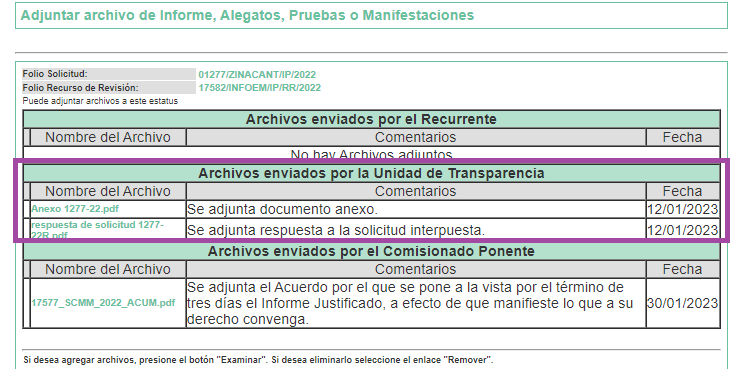 Adjuntar archivo de Informe, Alegatos, Pruebas o Manifestaciones
Folio Solicitud: 01277/ZINACANT/IP/2022
Folio Recurso de Revisión: 17582/INFOEM/IP/RR/2022
Puede adjuntar archivos a este estatus
Archivos enviados por el Recurrente
Nombre del Archivo Comentarios Fecha
No hay Archivos adjuntos
Archivos enviados por la Unidad de Transparencia
Nombre del Archivo Comentarios Fecha
Anexo 1277-22.pdf Se adjunta documento anexo. 12/01/2023
respuesta de solicitud 1277-
22R.pdf Se adjunta respuesta a la solicitud interpuesta. 12/01/2023
Archivos enviados por el Comisionado Ponente
Nombre del Archivo Comentarios Fecha
Se adjunta el Acuerdo por el que se pone a la vista por el término de
17577_SCMM_2022_ACUM.pdf tres días el Informe Justificado, a efecto de que manifieste lo que a su 30/01/2023
derecho convenga.
Si desea agregar archivos, presione el botón "Examinar". Si desea eliminarlo seleccione el enlace "Remover".